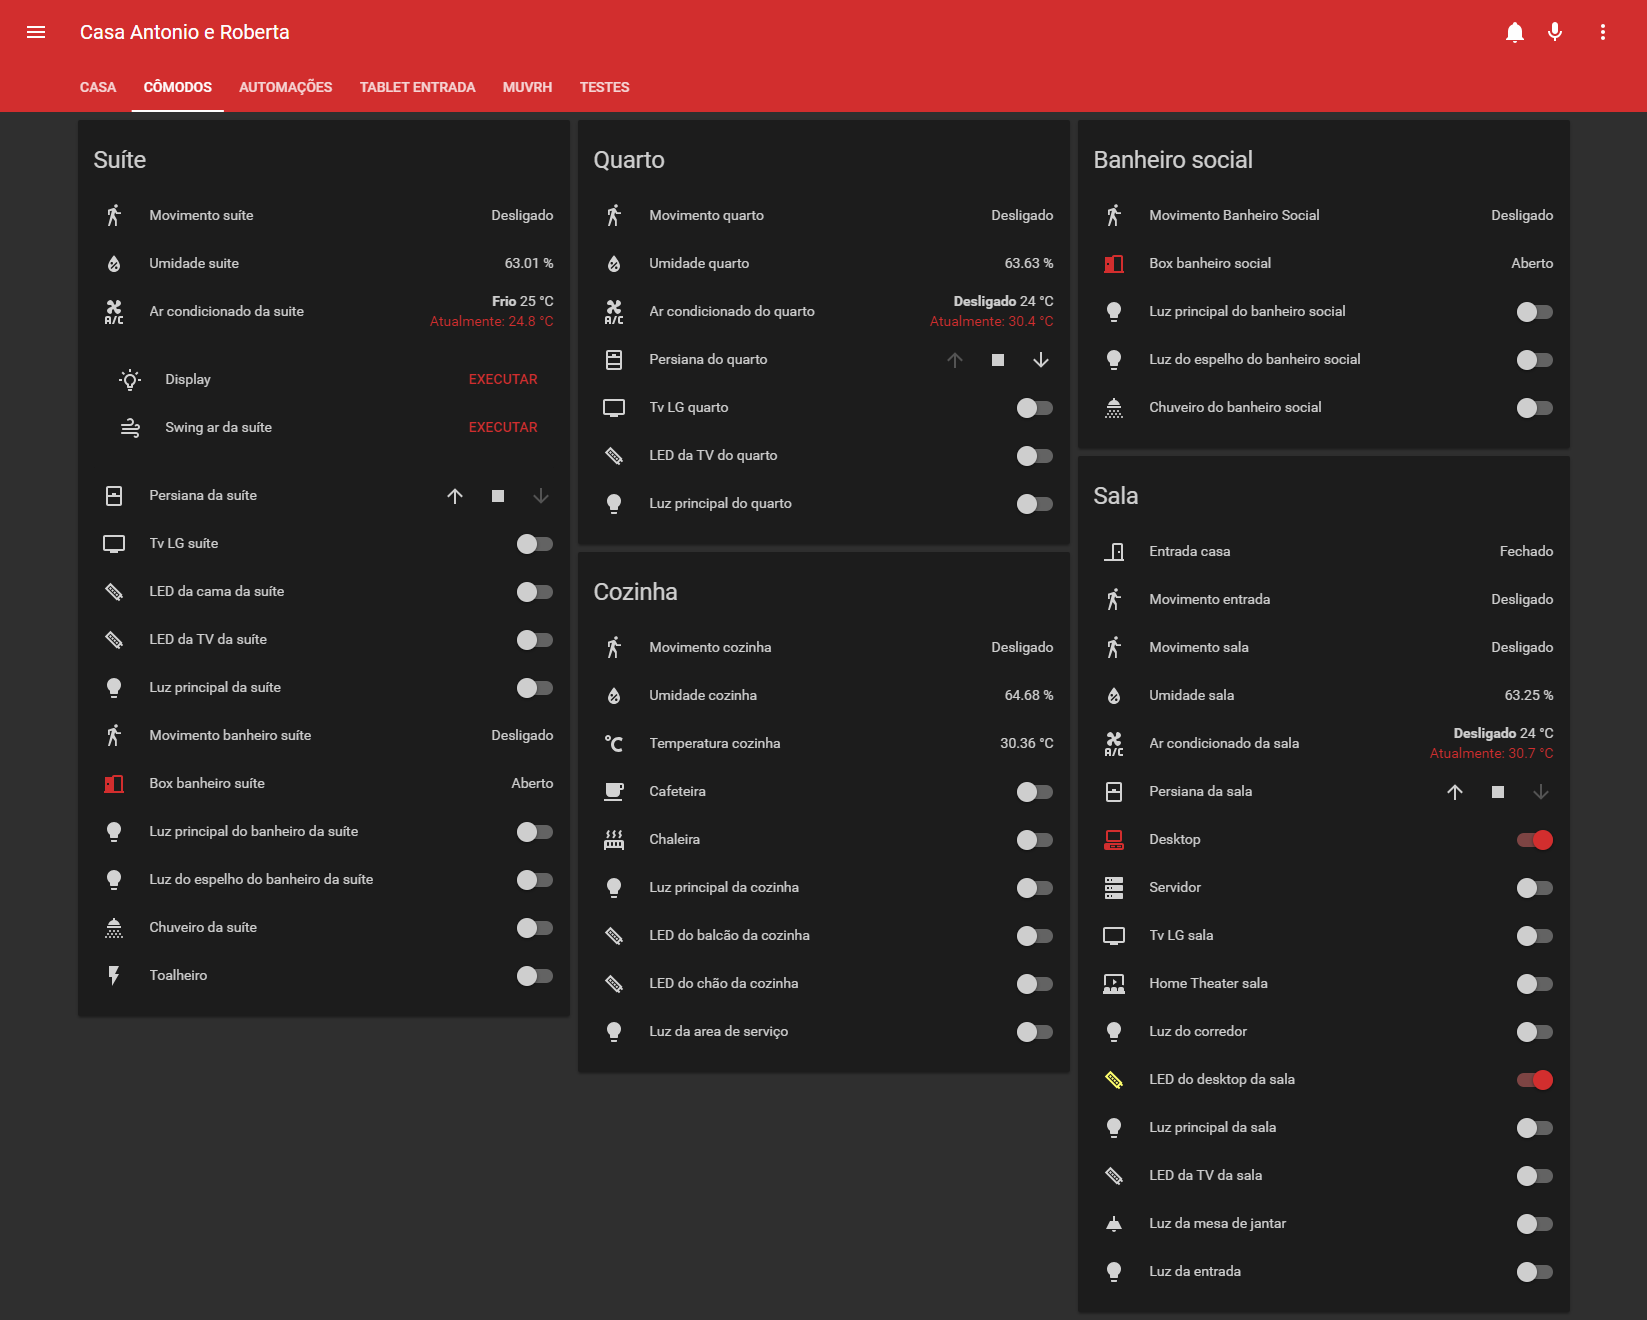 Casa Antonio e Roberta
CASA CÔMODOS AUTOMAÇÕES TABLET ENTRADA MUVRH TESTES
Suíte
Movimento suíte Desligado
Umidade suite 63.01 %
Ar condicionado da suite Frio 25 °C
Atualmente: 24.8 °C
Display EXECUTAR
Swing ar da suíte EXECUTAR
Persiana da suíte
Tv LG suíte
LED da cama da suíte
LED da TV da suíte
Luz principal da suíte
Movimento banheiro suíte Desligado
Box banheiro suíte Aberto
Luz principal do banheiro da suíte
Luz do espelho do banheiro da suíte
Chuveiro da suíte
Toalheiro
Quarto
Movimento quarto Desligado
Umidade quarto 63.63 %
Ar condicionado do quarto Desligado 24 °C
Atualmente: 30.4 °C
Persiana do quarto
Tv LG quarto
LED da TV do quarto
Luz principal do quarto
Cozinha
Movimento cozinha Desligado
Umidade cozinha 64.68 %
Temperatura cozinha 30.36 °C
Cafeteira
Chaleira
Luz principal da cozinha
LED do balcão da cozinha
LED do chão da cozinha
Luz da area de serviço
Banheiro social
Movimento Banheiro Social Desligado
Box banheiro social Aberto
Luz principal do banheiro social
Luz do espelho do banheiro social
Chuveiro do banheiro social
Sala
Entrada casa Fechado
Movimento entrada Desligado
Movimento sala Desligado
Umidade sala 63.25 %
Ar condicionado da sala Desligado 24 °C
Atualmente: 30.7 °C
Persiana da sala
Desktop
Servidor
Tv LG sala
Home Theater sala
Luz do corredor
LED do desktop da sala
Luz principal da sala
LED da TV da sala
Luz da mesa de jantar
Luz da entrada